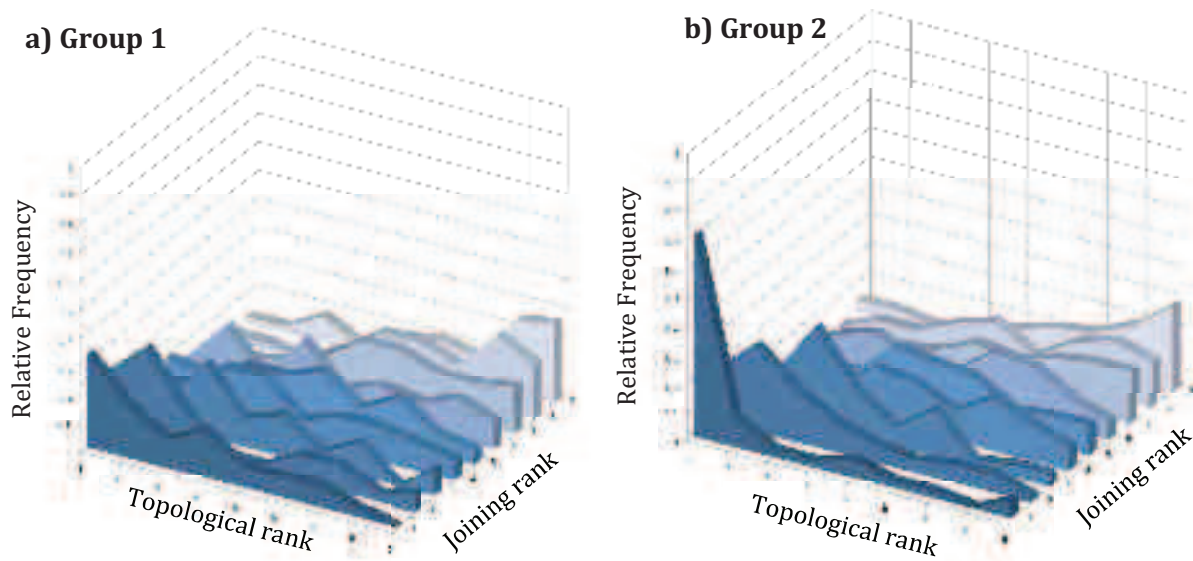 a) Group 1
Relative Frequency
Topological rank
Joining rank
b) Group 2
Relative Frequency
Topological rank
Joining rank